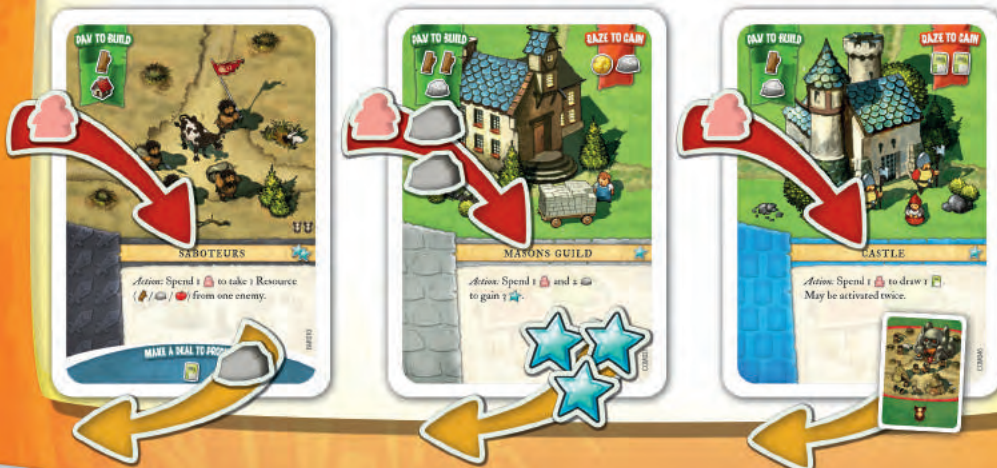 PAY TO BUILD
SABOTEURS
Action: Spend 1 to take 1 Resource
( / / ) from one enemy.
MAKE A DEAL TO
PAY TO BUILD
RAZE TO GAIN
MASONS GUILD
Action: Spend 1 and 2
to gain 3 .
PAY TO BUILD
RAZE TO GAIN
CASTLE
Action: Spend 1 to draw 1 .
May be activated twice.